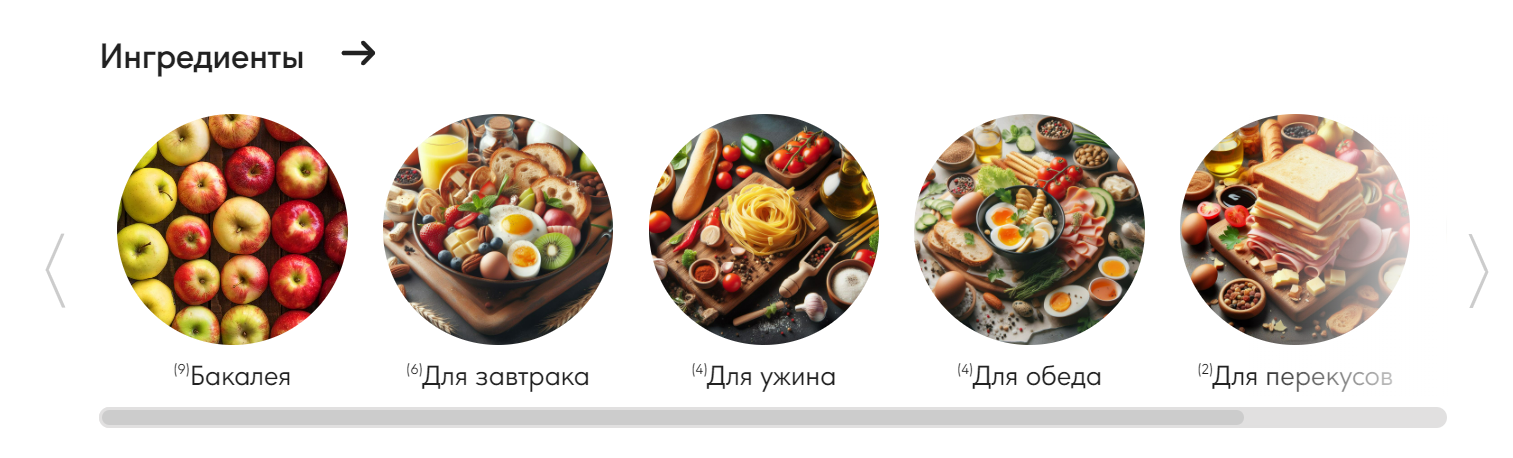 Ингредиенты →
(9)Бакалея
(6)Для завтрака
(4)Для ужина
(4)Для обеда
(2)Для перекусов